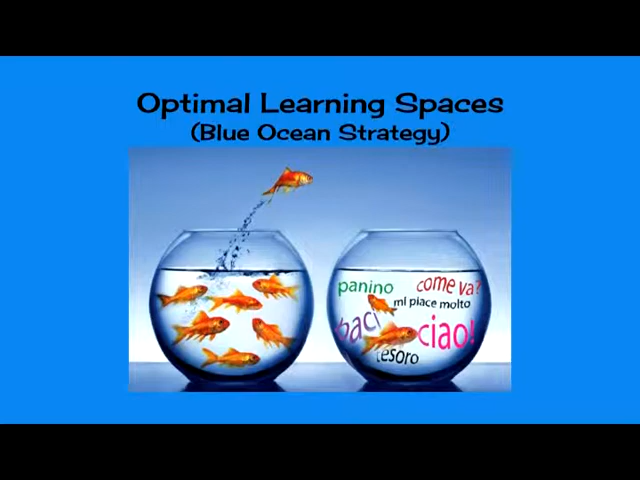 Optimal Learning Spaces
(Blue Ocean Strategy)
panino
come va?
mi piace molto
baci
ciao!
tesoro